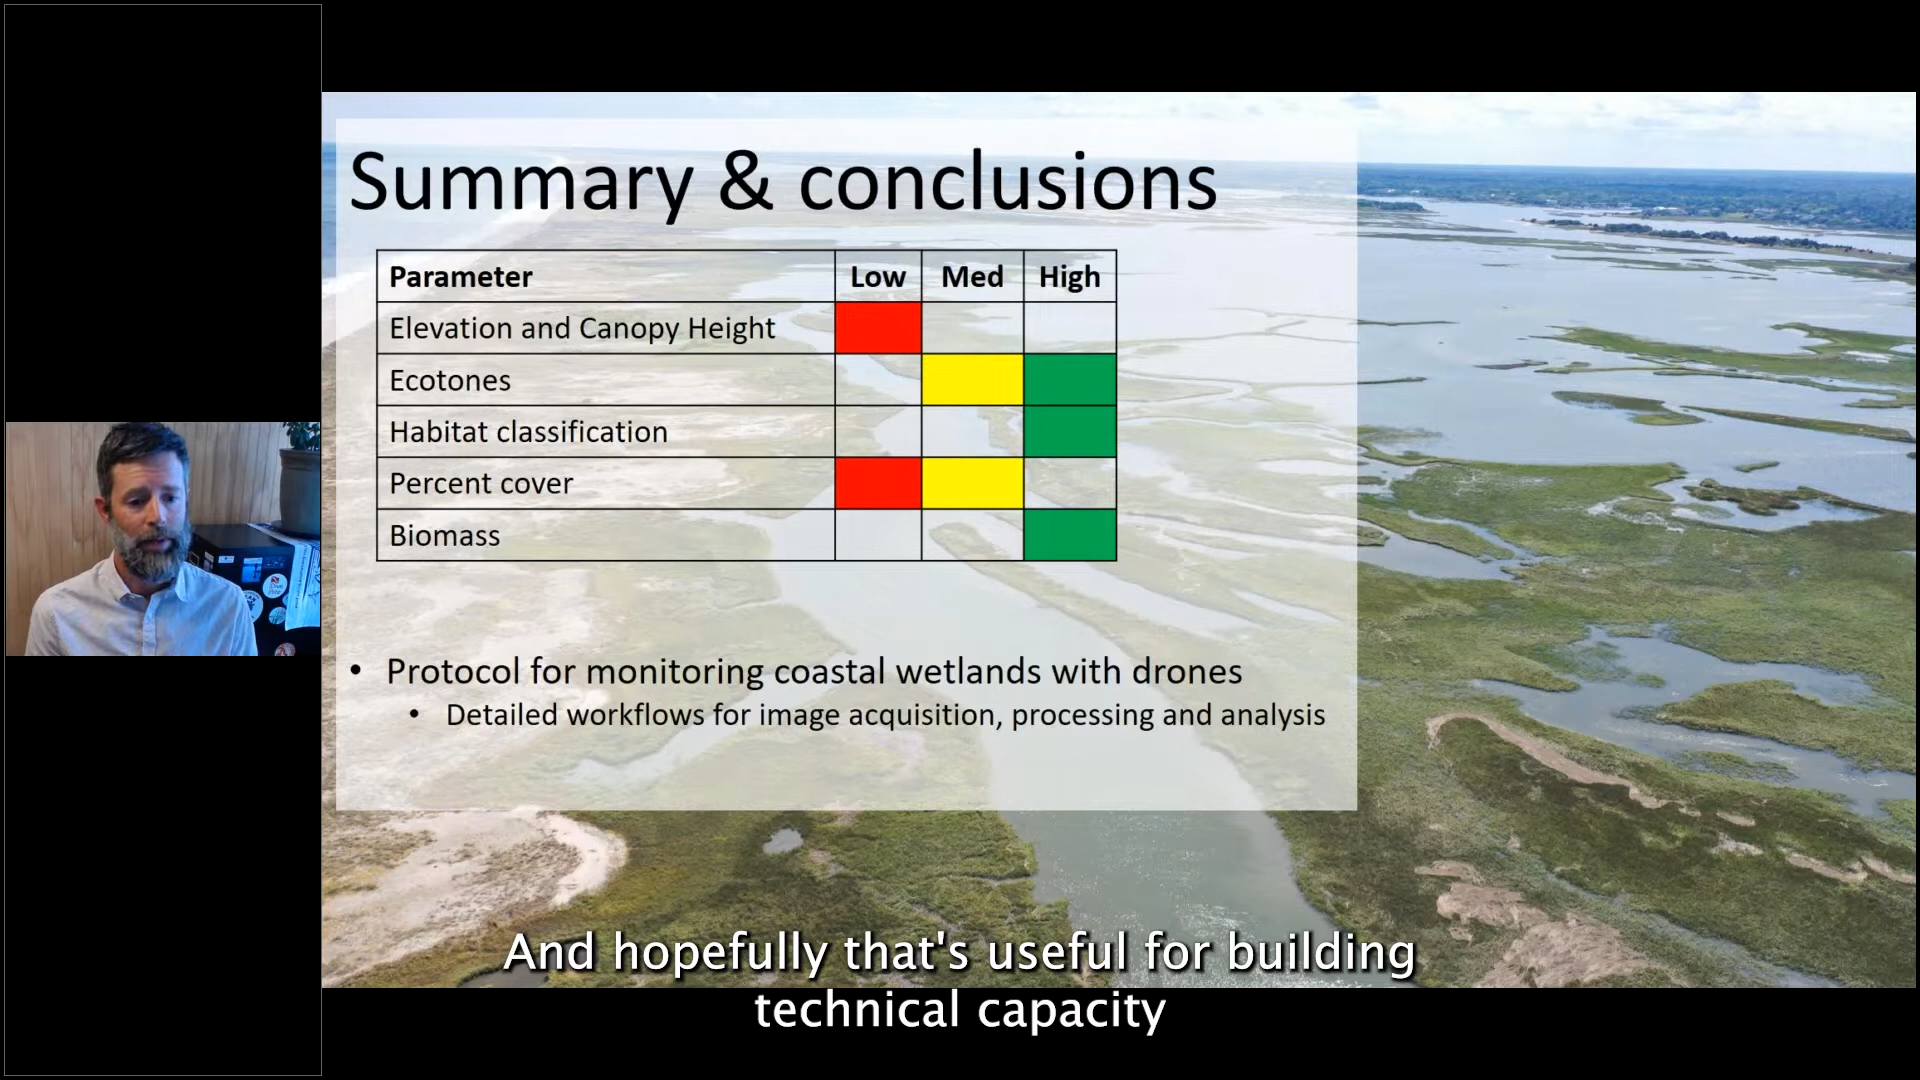 Summary & conclusions
Parameter Low Med High
Elevation and Canopy Height
Ecotones
Habitat classification
Percent cover
Biomass
• Protocol for monitoring coastal wetlands with drones
• Detailed workflows for image acquisition, processing and analysis
And hopefully that's useful for building
technical capacity